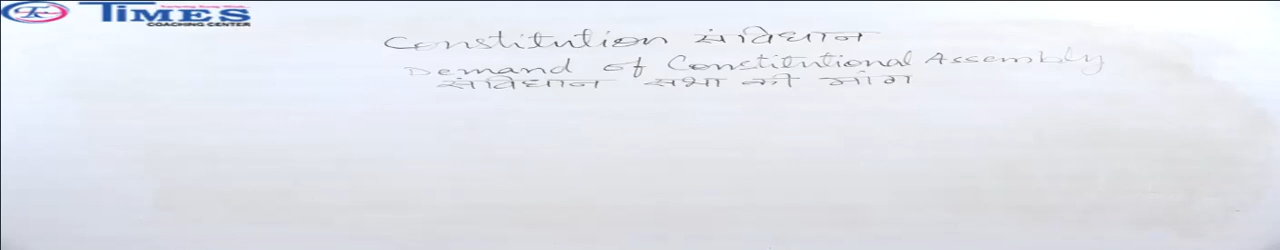 TIMES
COACHING CENTER
Constitution संविधान
Demand of Constitutional Assembly
संविधान सभा की मांग